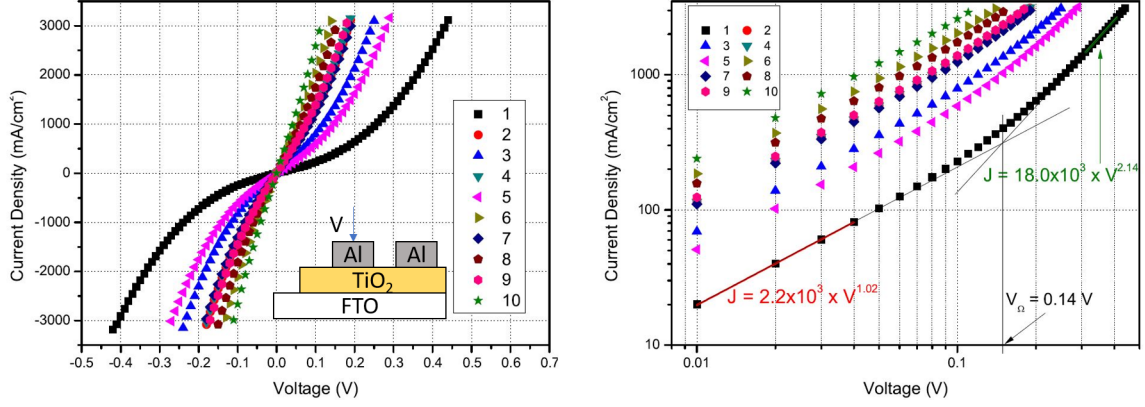 Current Density (mA/cm²)
3000
2000
1000
0
-1000
-2000
-3000
-0.5 -0.4 -0.3 -0.2 -0.1 0.0 0.1 0.2 0.3 0.4 0.5 0.6 0.7
Voltage (V)
1
2
3
4
5
6
7
8
9
10
V
Al Al
TiO₂
FTO
Current Density (mA/cm²)
1000
100
10
0.01 0.1
Voltage (V)
1 2
3 4
5 6
7 8
9 10
J = 18.0x10³ x V²·¹⁴
J = 2.2x10³ x V¹·⁰²
V_Ω = 0.14 V